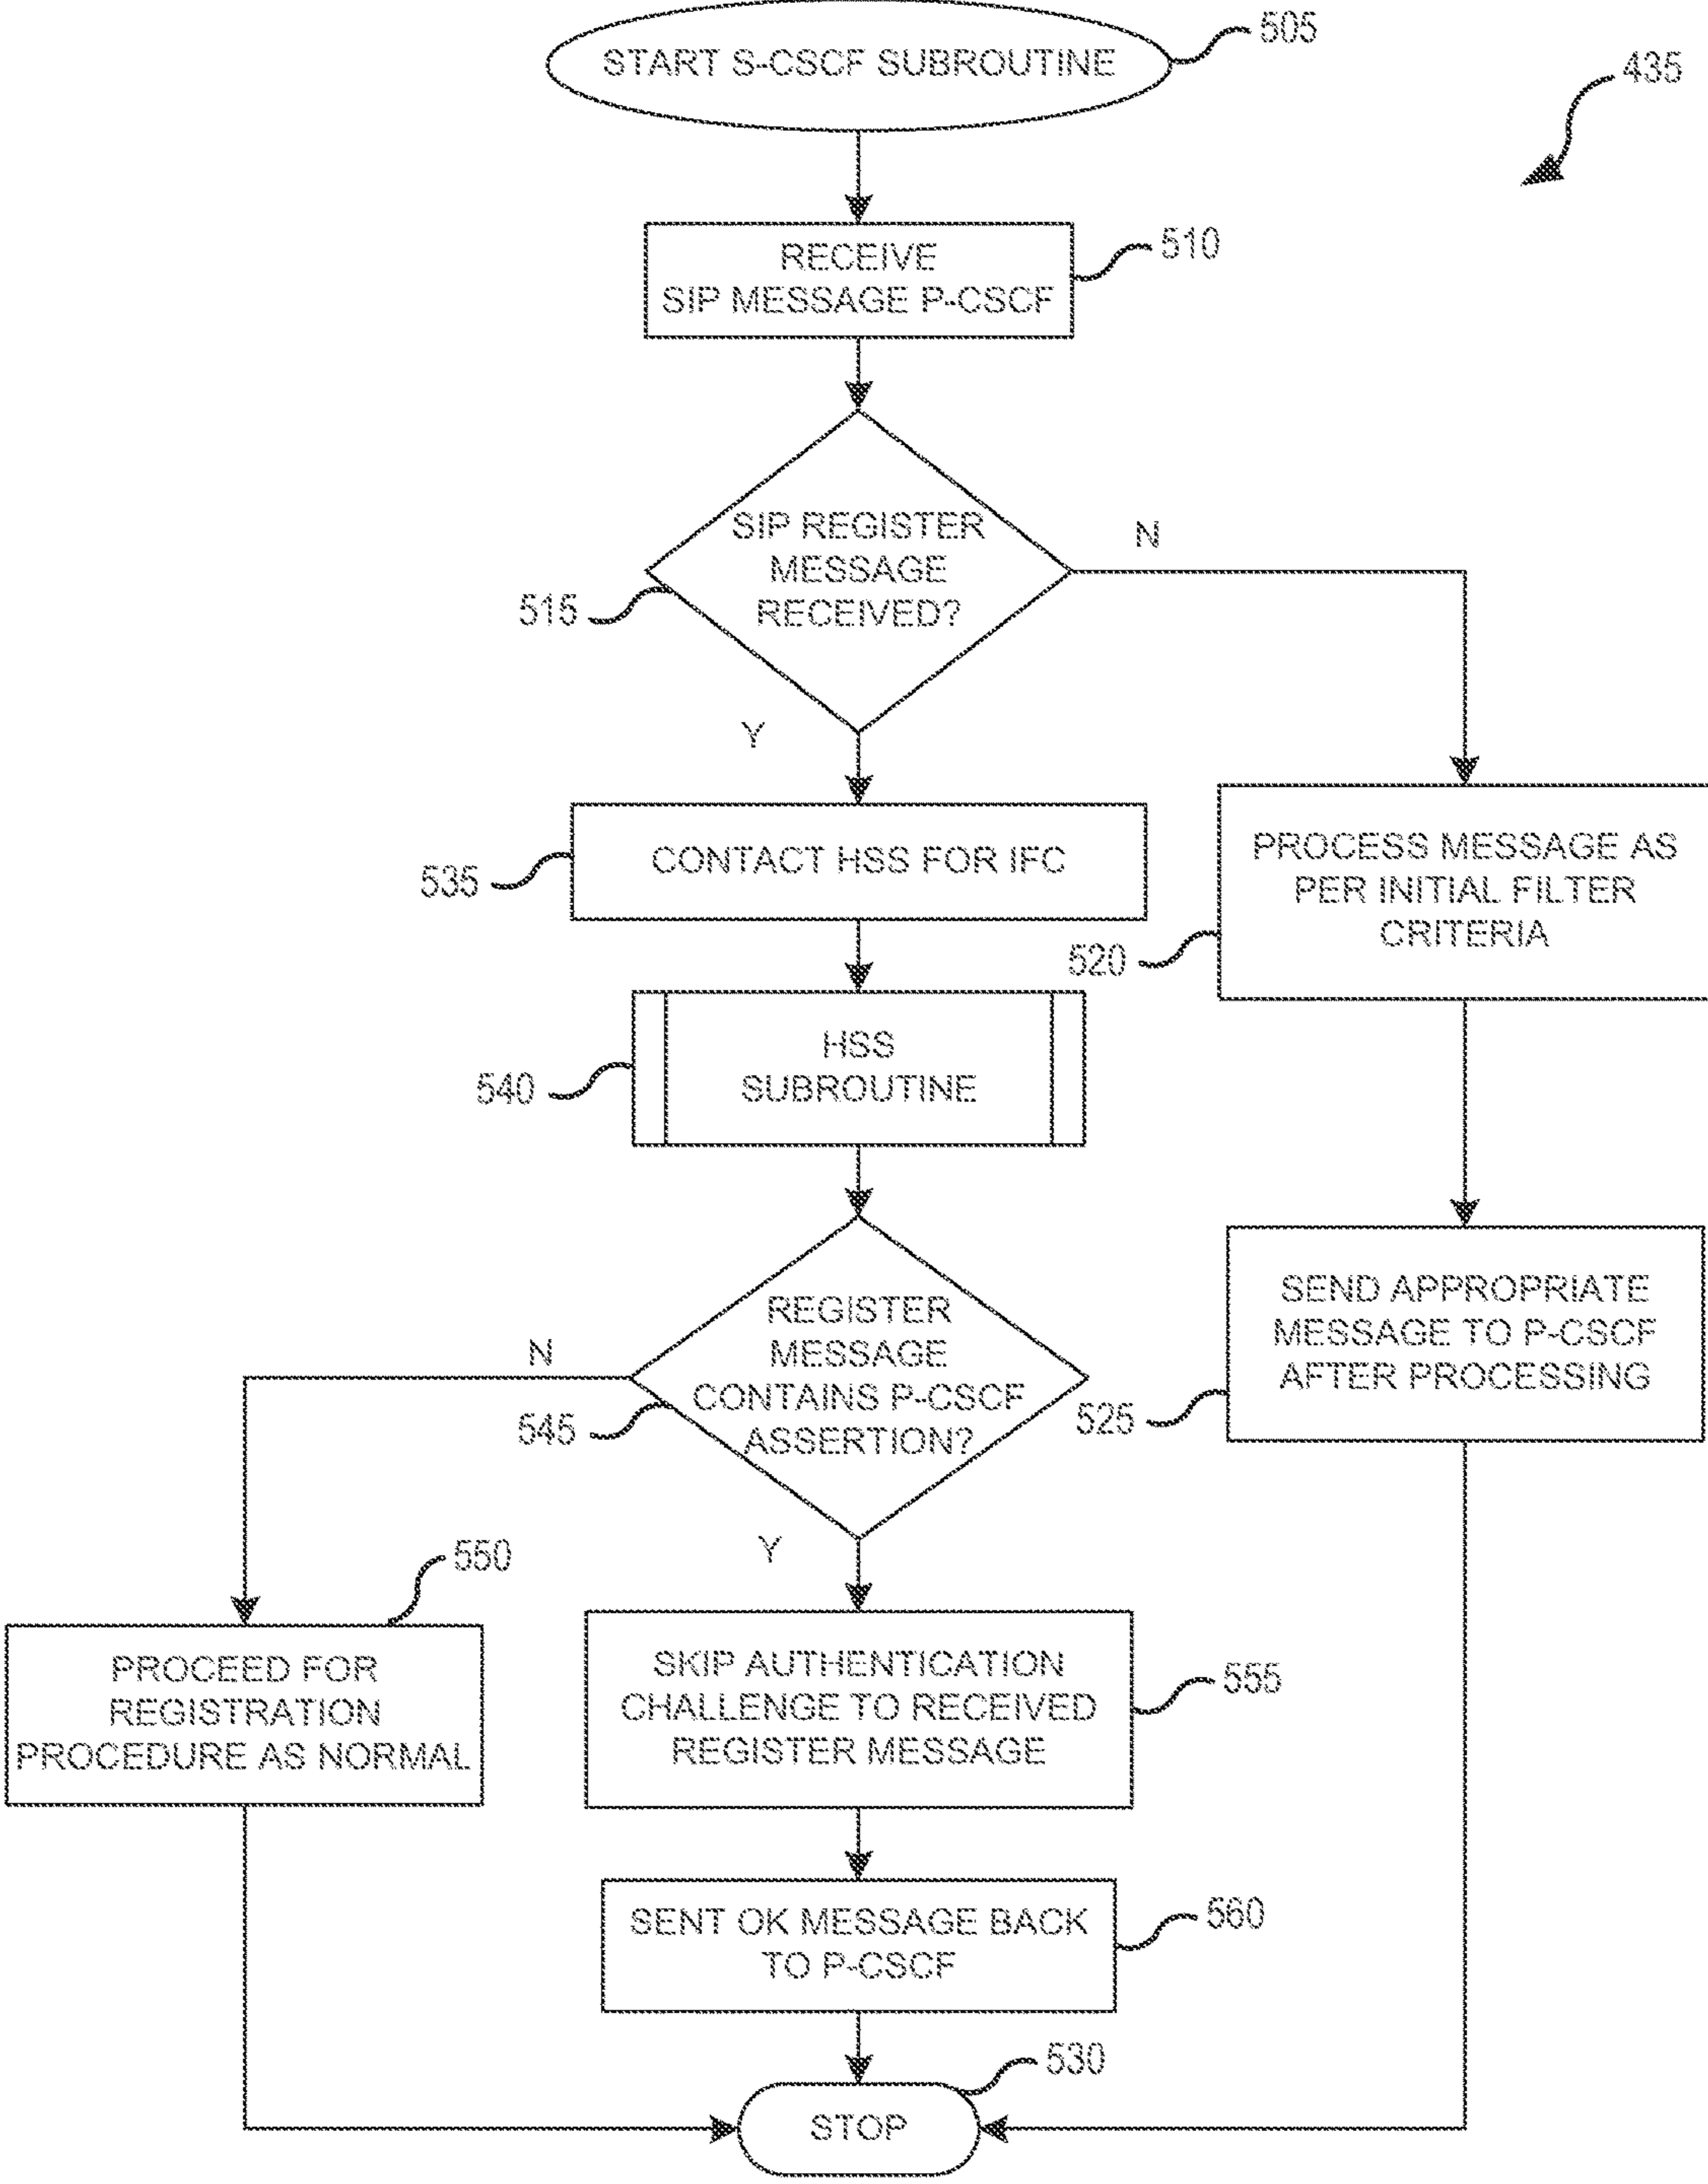 START S-CSCF SUBROUTINE
505
435
RECEIVE
SIP MESSAGE P-CSCF
510
SIP REGISTER
MESSAGE
RECEIVED?
515
N
Y
CONTACT HSS FOR IFC
535
PROCESS MESSAGE AS
PER INITIAL FILTER
CRITERIA
520
HSS
SUBROUTINE
540
REGISTER
MESSAGE
CONTAINS P-CSCF
ASSERTION?
545
N
Y
SEND APPROPRIATE
MESSAGE TO P-CSCF
AFTER PROCESSING
525
550
PROCEED FOR
REGISTRATION
PROCEDURE AS NORMAL
SKIP AUTHENTICATION
CHALLENGE TO RECEIVED
REGISTER MESSAGE
555
SENT OK MESSAGE BACK
TO P-CSCF
560
530
STOP